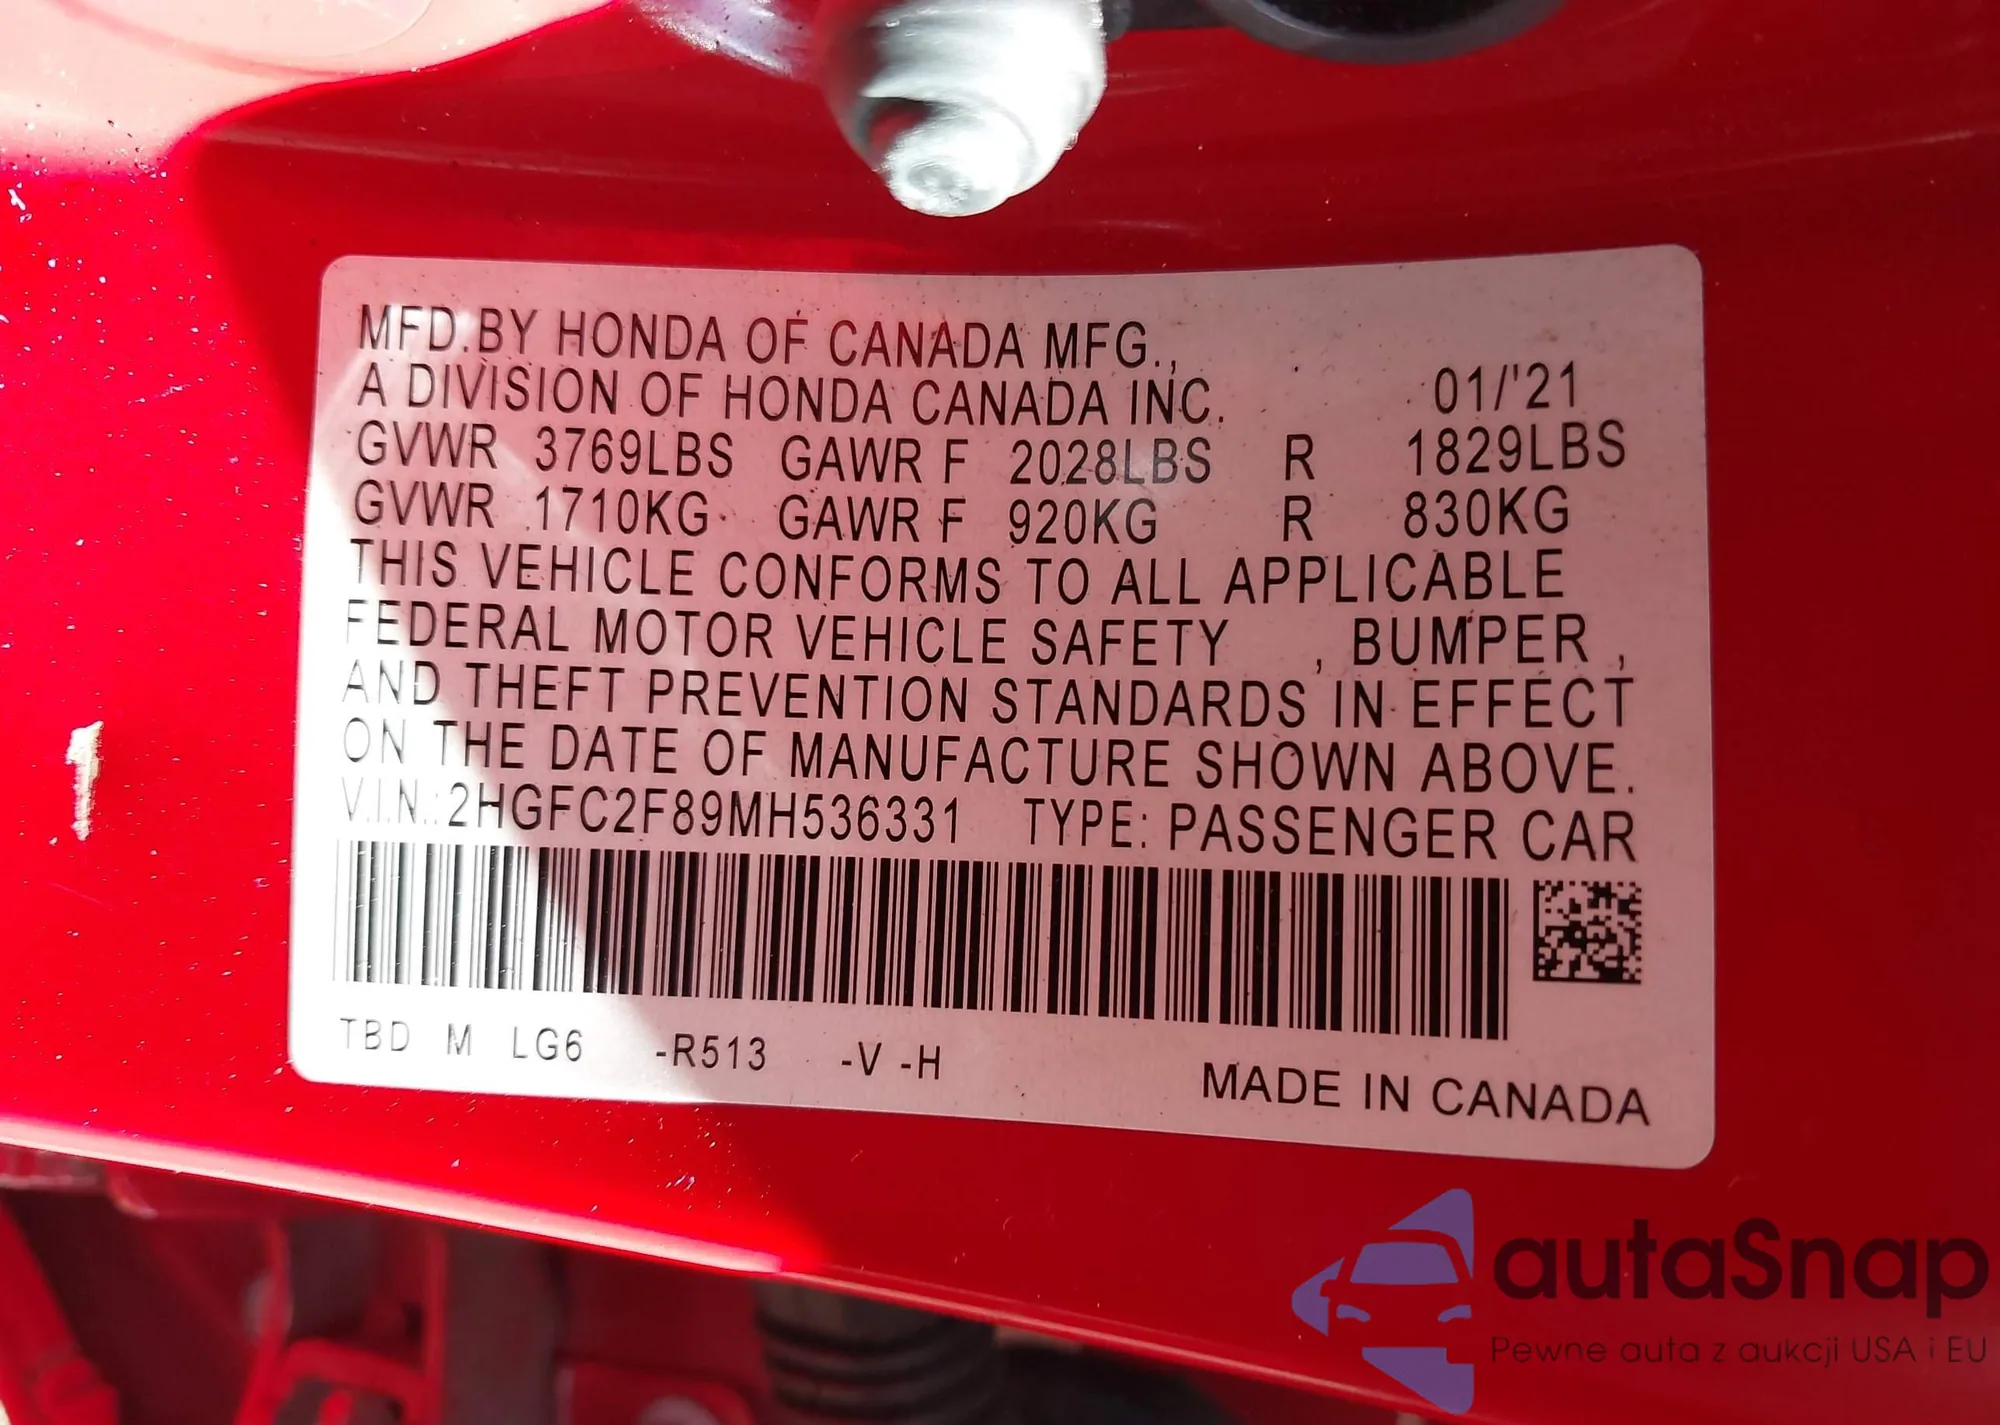 MFD.BY HONDA OF CANADA MFG.,
A DIVISION OF HONDA CANADA INC. 01/'21
GVWR 3769LBS GAWR F 2028LBS R 1829LBS
GVWR 1710KG GAWR F 920KG R 830KG
THIS VEHICLE CONFORMS TO ALL APPLICABLE
FEDERAL MOTOR VEHICLE SAFETY , BUMPER ,
AND THEFT PREVENTION STANDARDS IN EFFECT
ON THE DATE OF MANUFACTURE SHOWN ABOVE.
V.I.N.:2HGFC2F89MH536331 TYPE: PASSENGER CAR
TBD M LG6 -R513 -V -H
MADE IN CANADA
autaSnap
Pewne auta z aukcji USA i EU